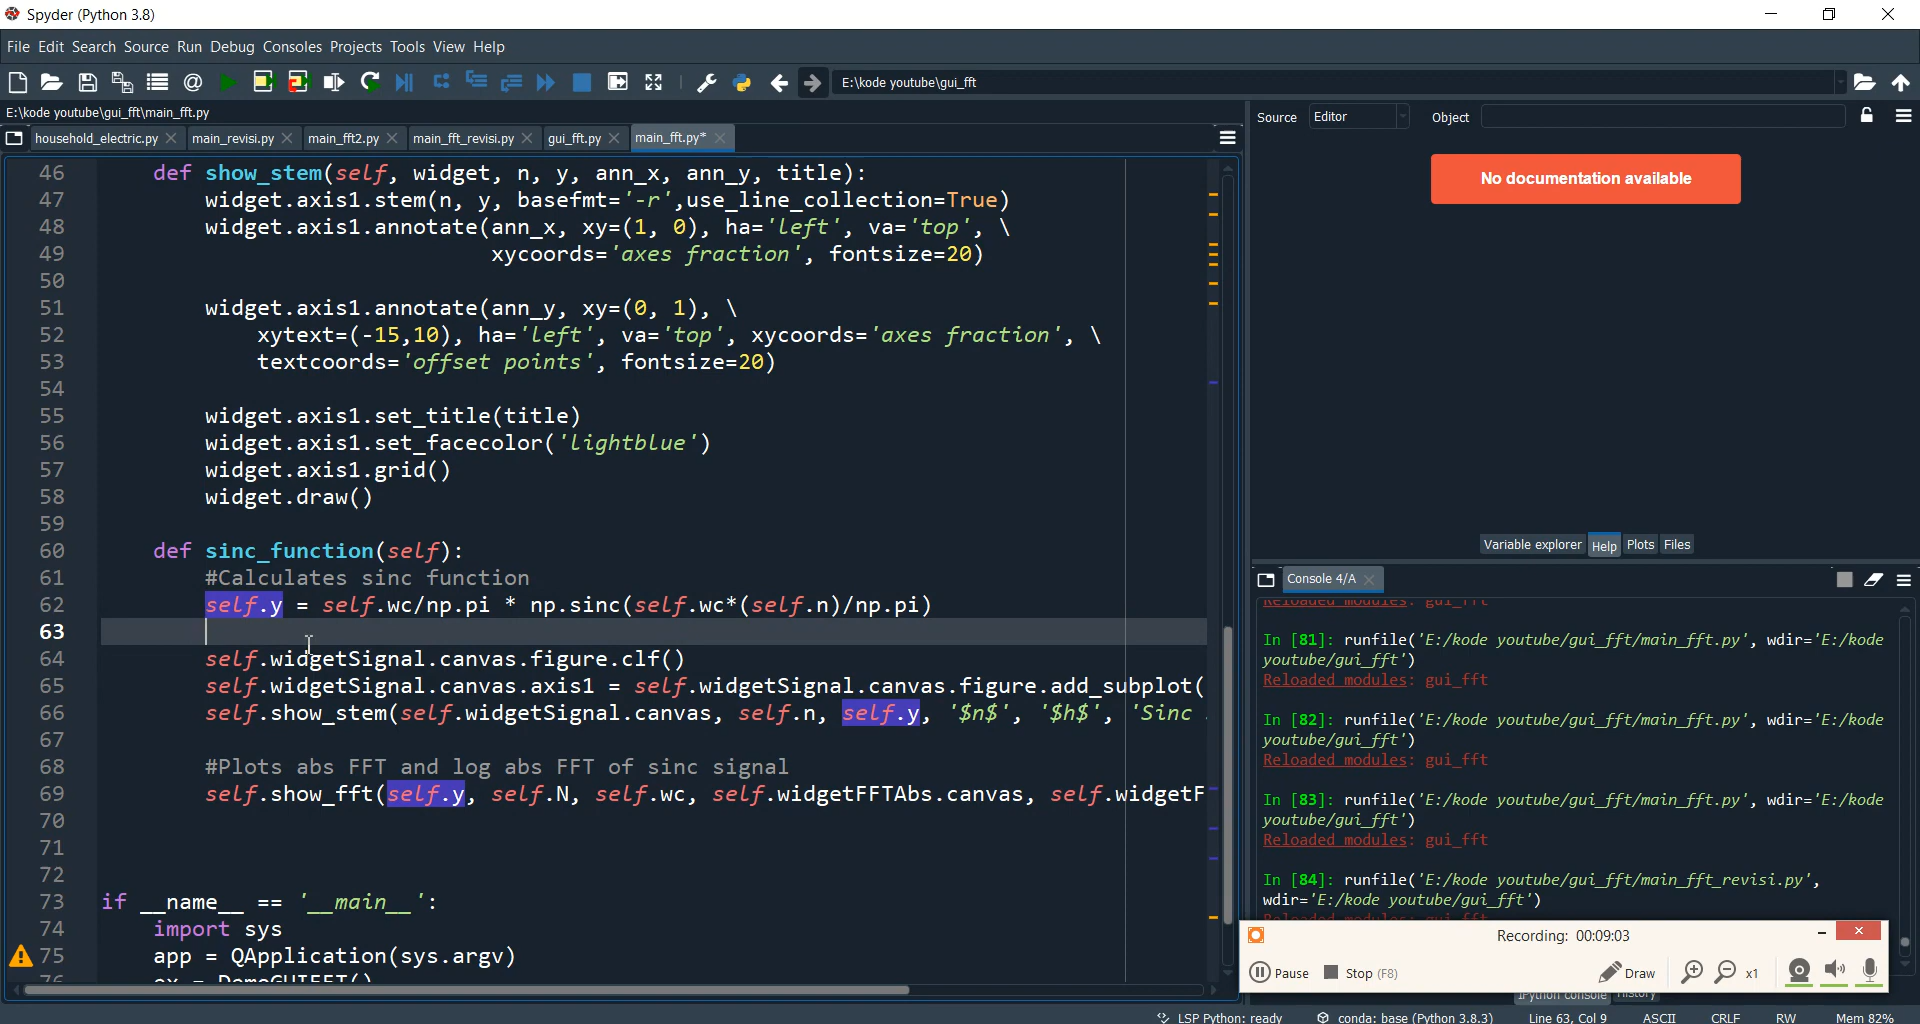 Spyder (Python 3.8)
File Edit Search Source Run Debug Consoles Projects Tools View Help
E:\kode youtube\gui_fft
E:\kode youtube\gui_fft\main_fft.py
household_electric.py main_revisi.py main_fft2.py main_fft_revisi.py gui_fft.py main_fft.py*
46 def show_stem(self, widget, n, y, ann_x, ann_y, title):
47 widget.axis1.stem(n, y, basefmt='-r',use_line_collection=True)
48 widget.axis1.annotate(ann_x, xy=(1, 0), ha='left', va='top', \
49 xycoords='axes fraction', fontsize=20)
50
51 widget.axis1.annotate(ann_y, xy=(0, 1), \
52 xytext=(-15,10), ha='left', va='top', xycoords='axes fraction', \
53 textcoords='offset points', fontsize=20)
54
55 widget.axis1.set_title(title)
56 widget.axis1.set_facecolor('lightblue')
57 widget.axis1.grid()
58 widget.draw()
59
60 def sinc_function(self):
61 #Calculates sinc function
62 self.y = self.wc/np.pi * np.sinc(self.wc*(self.n)/np.pi)
63
64 self.widgetSignal.canvas.figure.clf()
65 self.widgetSignal.canvas.axis1 = self.widgetSignal.canvas.figure.add_subplot(
66 self.show_stem(self.widgetSignal.canvas, self.n, self.y, '$n$', '$h$', 'Sinc
67
68 #Plots abs FFT and log abs FFT of sinc signal
69 self.show_fft(self.y, self.N, self.wc, self.widgetFFTAbs.canvas, self.widgetF
70
71
72
73 if __name__ == '__main__':
74 import sys
75 app = QApplication(sys.argv)
76 ex = DemoGUIFFT()
Source Editor Object
No documentation available
Variable explorer Help Plots Files
Console 4/A
Reloaded modules: gui_fft
In [81]: runfile('E:/kode youtube/gui_fft/main_fft.py', wdir='E:/kode
youtube/gui_fft')
Reloaded modules: gui_fft
In [82]: runfile('E:/kode youtube/gui_fft/main_fft.py', wdir='E:/kode
youtube/gui_fft')
Reloaded modules: gui_fft
In [83]: runfile('E:/kode youtube/gui_fft/main_fft.py', wdir='E:/kode
youtube/gui_fft')
Reloaded modules: gui_fft
In [84]: runfile('E:/kode youtube/gui_fft/main_fft_revisi.py',
wdir='E:/kode youtube/gui_fft')
Reloaded modules: gui_fft
Recording: 00:09:03
Pause Stop (F8) Draw x1
IPython console History
LSP Python: ready conda: base (Python 3.8.3) Line 63, Col 9 ASCII CRLF RW Mem 82%